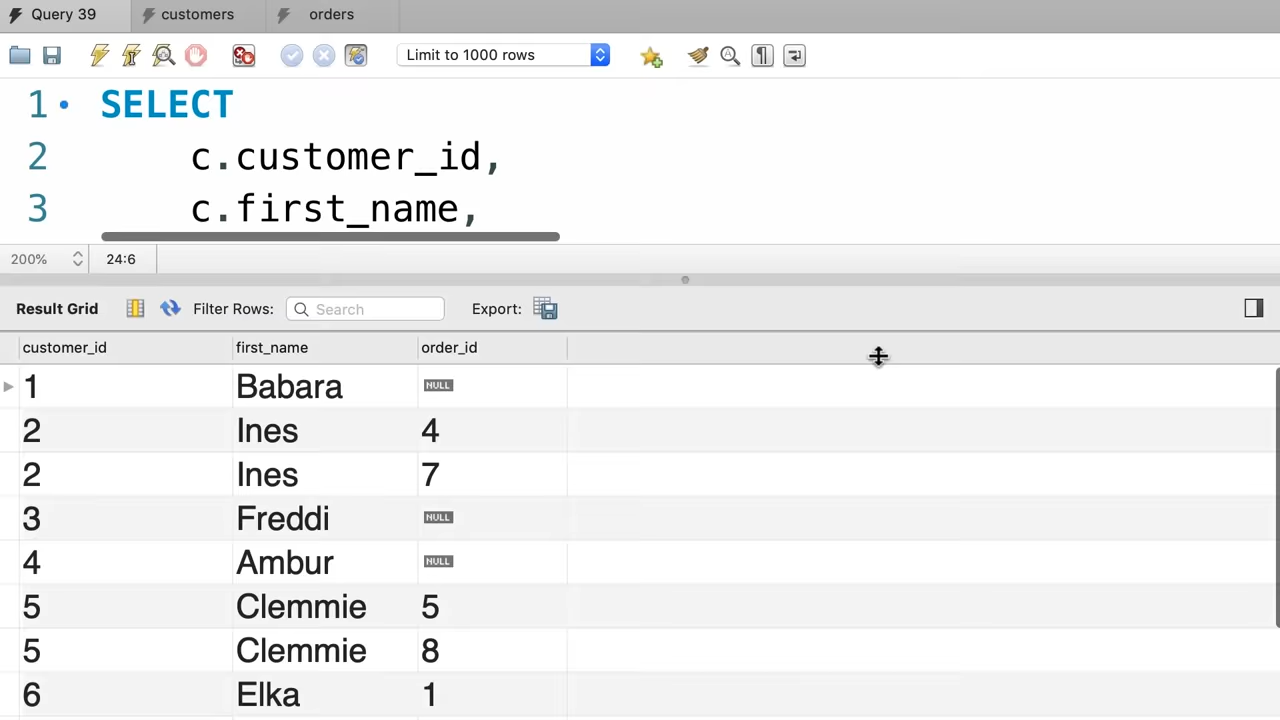 Query 39 customers orders
Limit to 1000 rows
1 SELECT
2 c.customer_id,
3 c.first_name,
200% 24:6
Result Grid Filter Rows: Search Export:
customer_id first_name order_id
1 Babara NULL
2 Ines 4
2 Ines 7
3 Freddi NULL
4 Ambur NULL
5 Clemmie 5
5 Clemmie 8
6 Elka 1